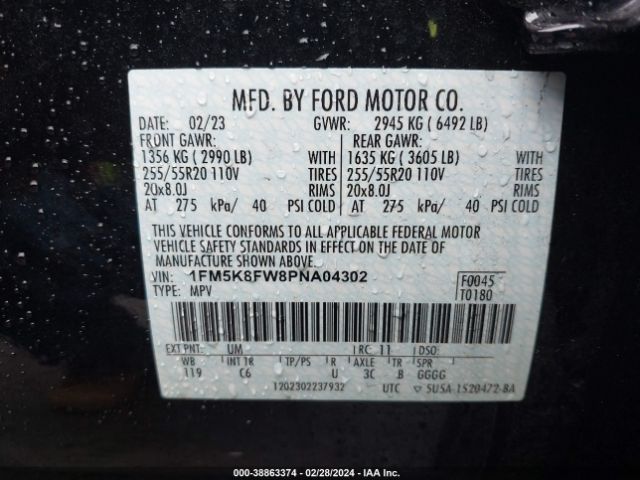 MFD. BY FORD MOTOR CO.
DATE: 02/23 GVWR: 2945 KG ( 6492 LB)
FRONT GAWR: REAR GAWR:
1356 KG ( 2990 LB) WITH 1635 KG ( 3605 LB) WITH
255/55R20 110V TIRES 255/55R20 110V TIRES
20x8.0J RIMS 20x8.0J RIMS
AT 275 kPa/ 40 PSI COLD AT 275 kPa/ 40 PSI COLD
THIS VEHICLE CONFORMS TO ALL APPLICABLE FEDERAL MOTOR
VEHICLE SAFETY STANDARDS IN EFFECT ON THE DATE OF
MANUFACTURE SHOWN ABOVE.
VIN: 1FM5K8FW8PNA04302 F0045
TYPE: MPV T0180
EXT PNT: UM RC: 11 DSO:
WB INT TR TP/PS R AXLE TR SPR
119 C6 U 3C B GGGG
1202302237932 UTC ▽ SU5A-1520472-BA
000-38863374 - 02/28/2024 - IAA Inc.